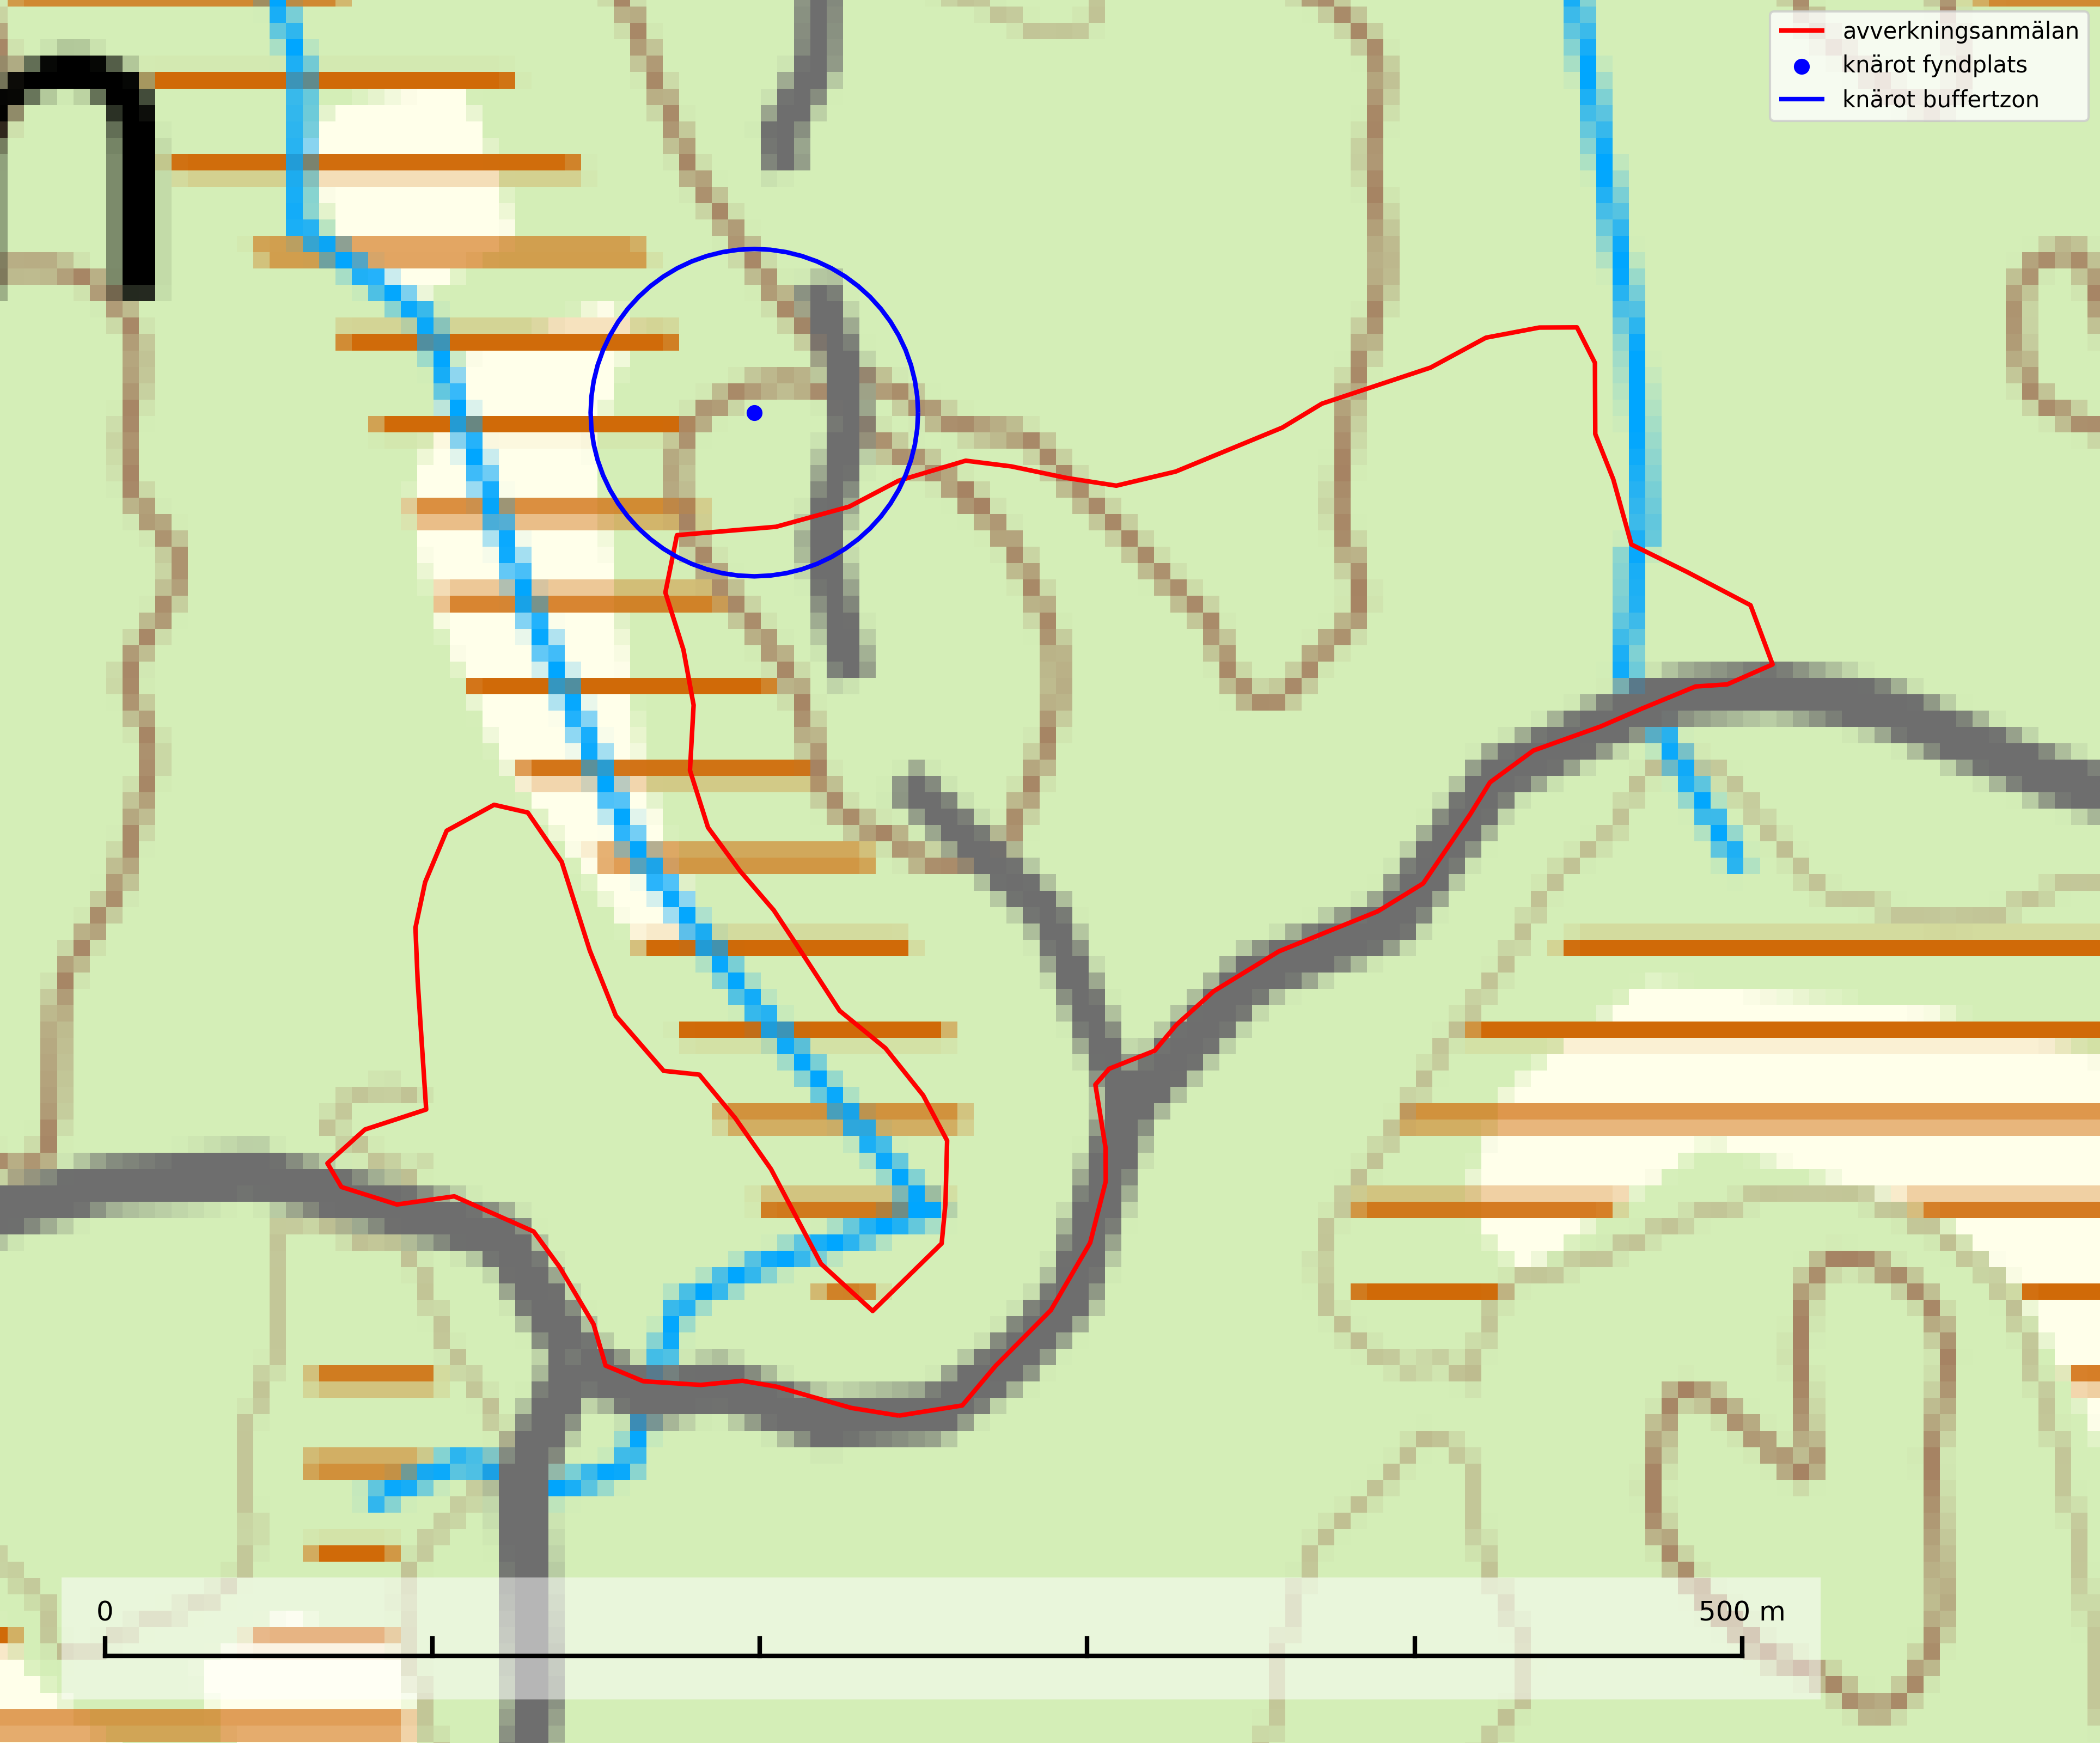 avverkningsanmälan
knärot fyndplats
knärot buffertzon
0
500 m